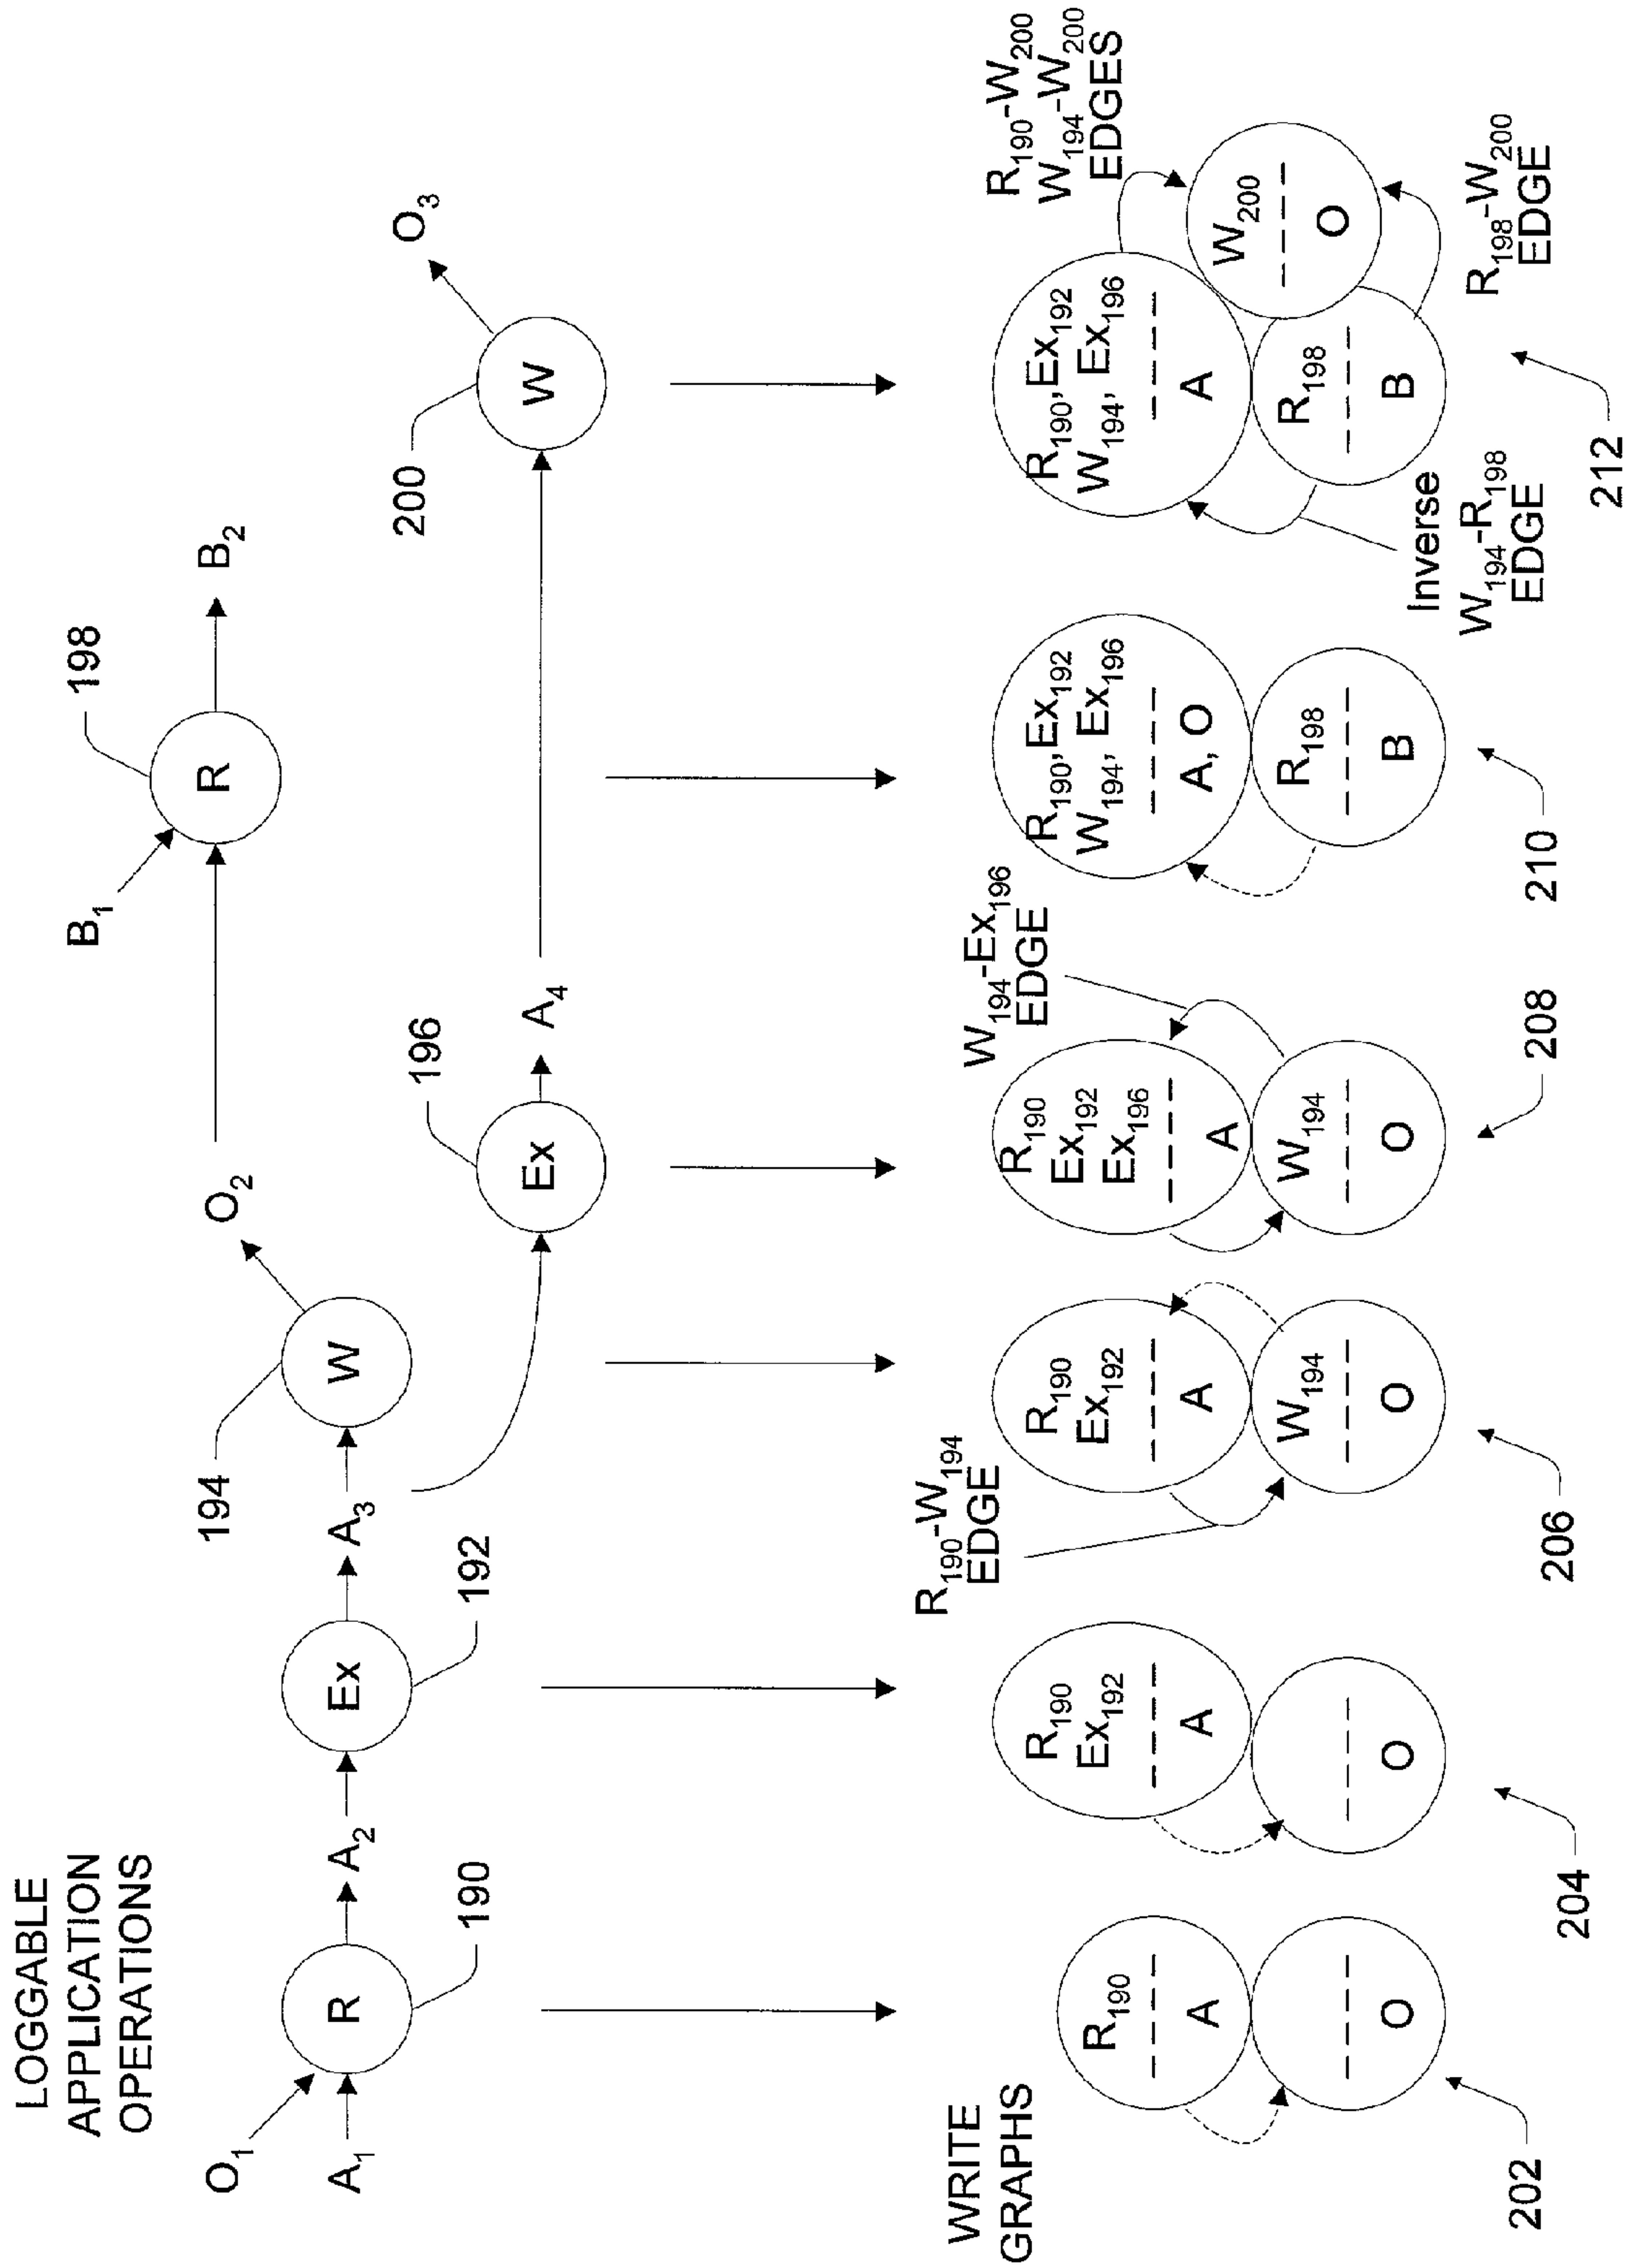 LOGGABLE
APPLICATION
OPERATIONS
O₁
A₁
R
190
A₂
Ex
192
A₃
W
194
O₂
Ex
196
A₄
B₁
R
198
B₂
W
200
O₃
WRITE
GRAPHS
R₁₉₀
A
O
202
R₁₉₀
Ex₁₉₂
A
O
204
R₁₉₀-W₁₉₄
EDGE
R₁₉₀
Ex₁₉₂
A
W₁₉₄
O
206
W₁₉₄-Ex₁₉₆
EDGE
R₁₉₀
Ex₁₉₂
Ex₁₉₆
A
W₁₉₄
O
208
R₁₉₀, Ex₁₉₂
W₁₉₄, Ex₁₉₆
A, O
R₁₉₈
B
210
R₁₉₀, Ex₁₉₂
W₁₉₄, Ex₁₉₆
A
R₁₉₈
B
W₂₀₀
O
R₁₉₀-W₂₀₀
W₁₉₄-W₂₀₀
EDGES
Inverse
W₁₉₄-R₁₉₈
EDGE
R₁₉₈-W₂₀₀
EDGE
212